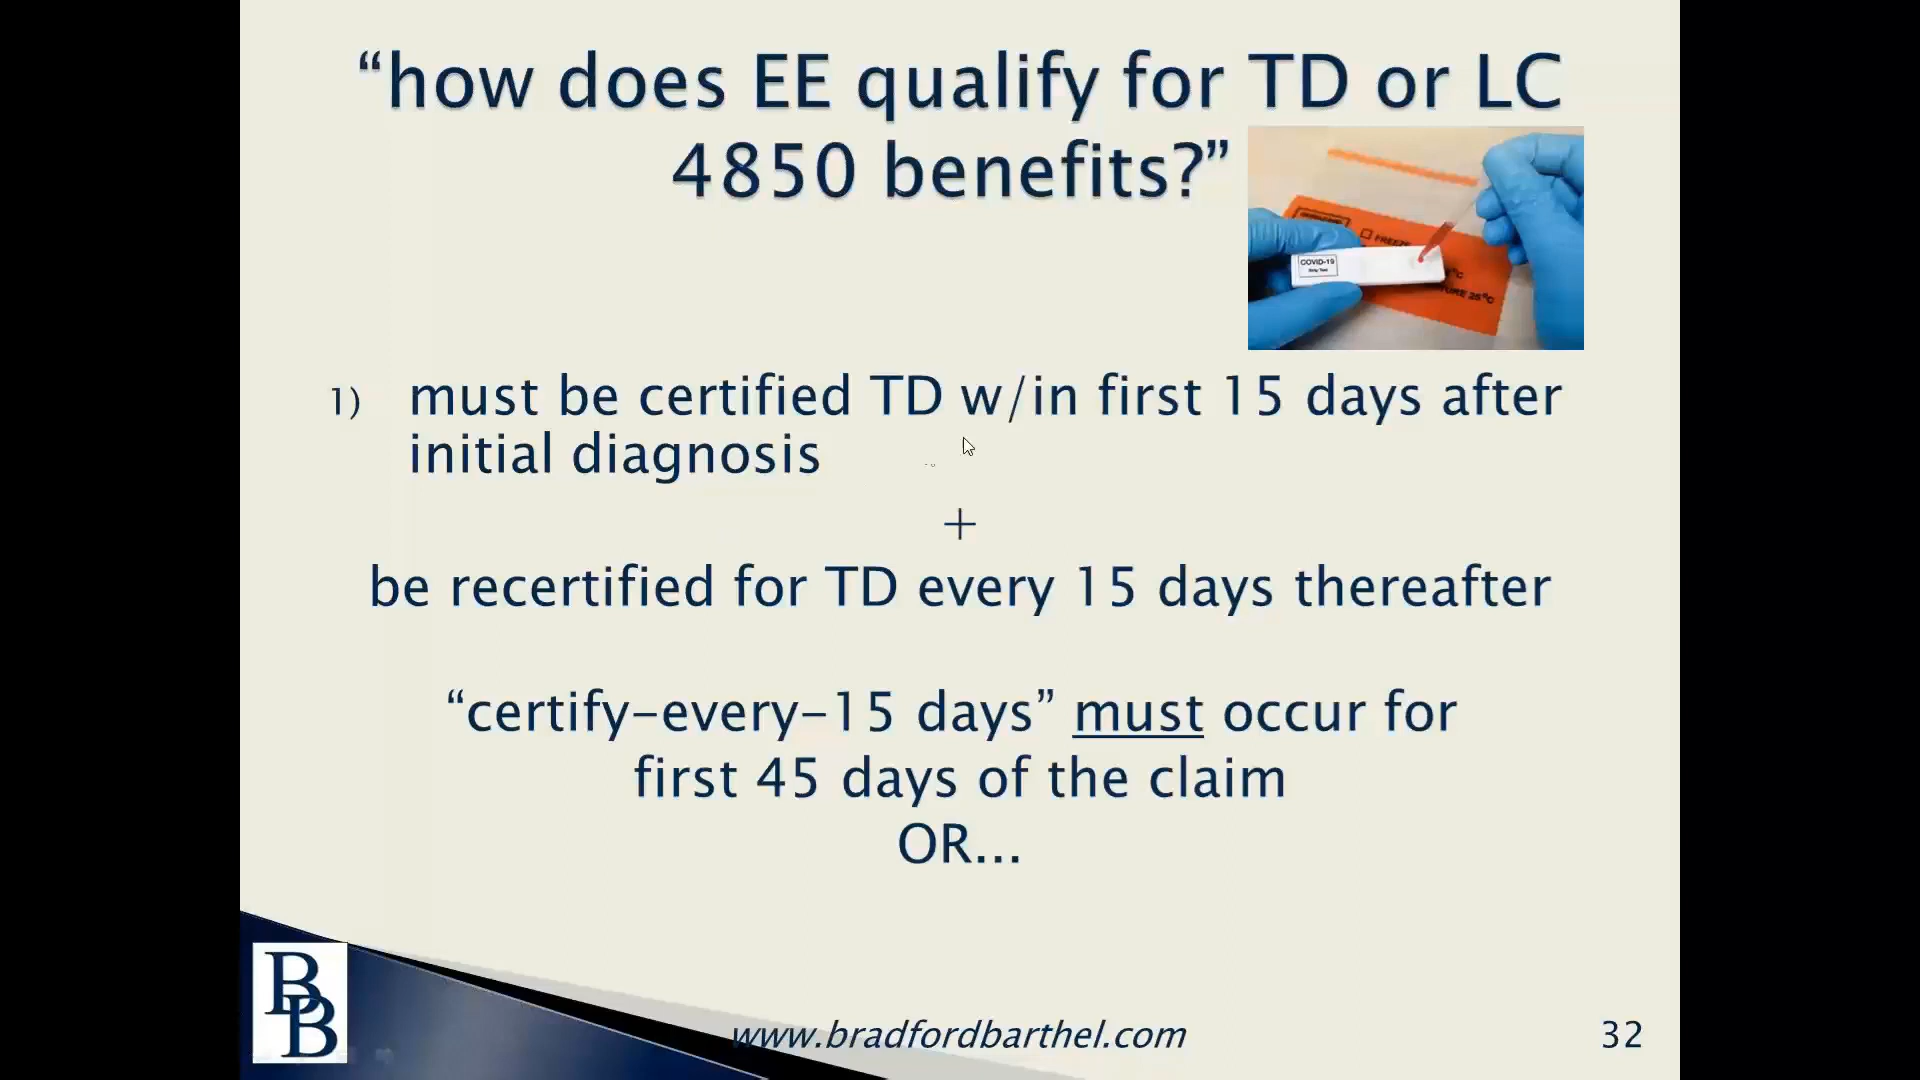 “how does EE qualify for TD or LC
4850 benefits?”
COVID-19
1) must be certified TD w/in first 15 days after
initial diagnosis
+
be recertified for TD every 15 days thereafter
“certify-every-15 days” must occur for
first 45 days of the claim
OR...
BB
www.bradfordbarthel.com
32